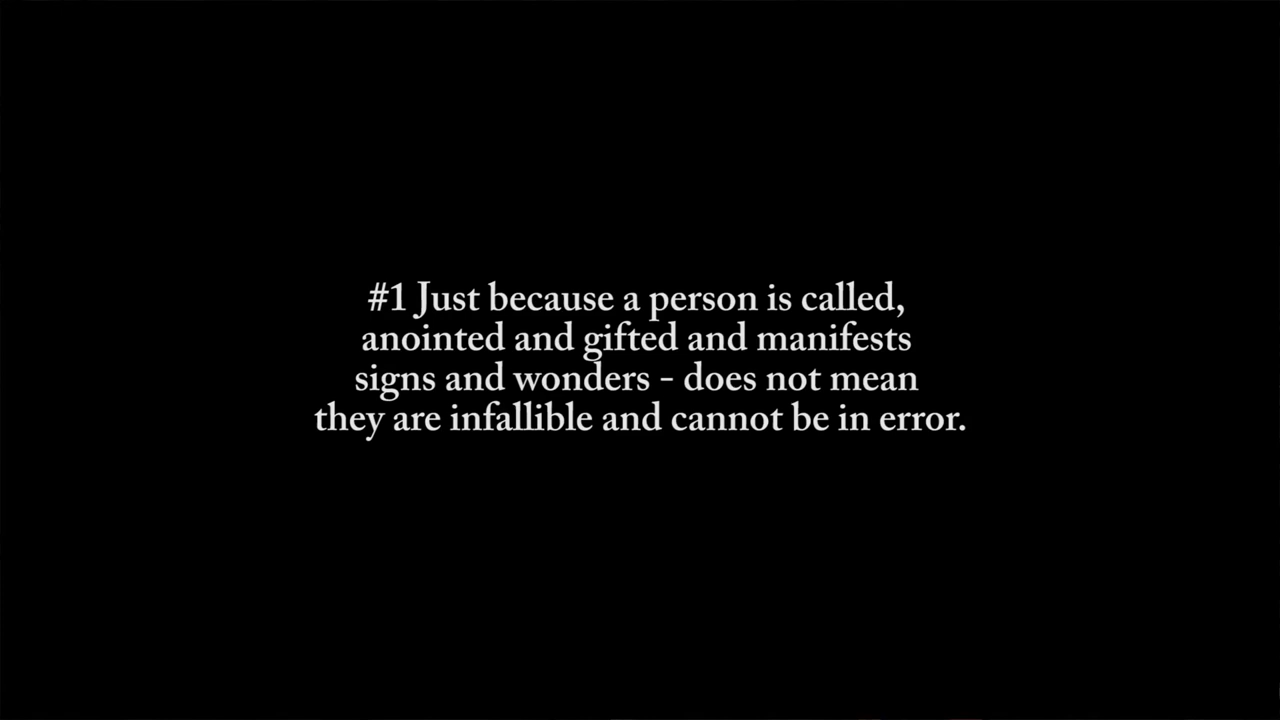 #1 Just because a person is called,
anointed and gifted and manifests
signs and wonders - does not mean
they are infallible and cannot be in error.